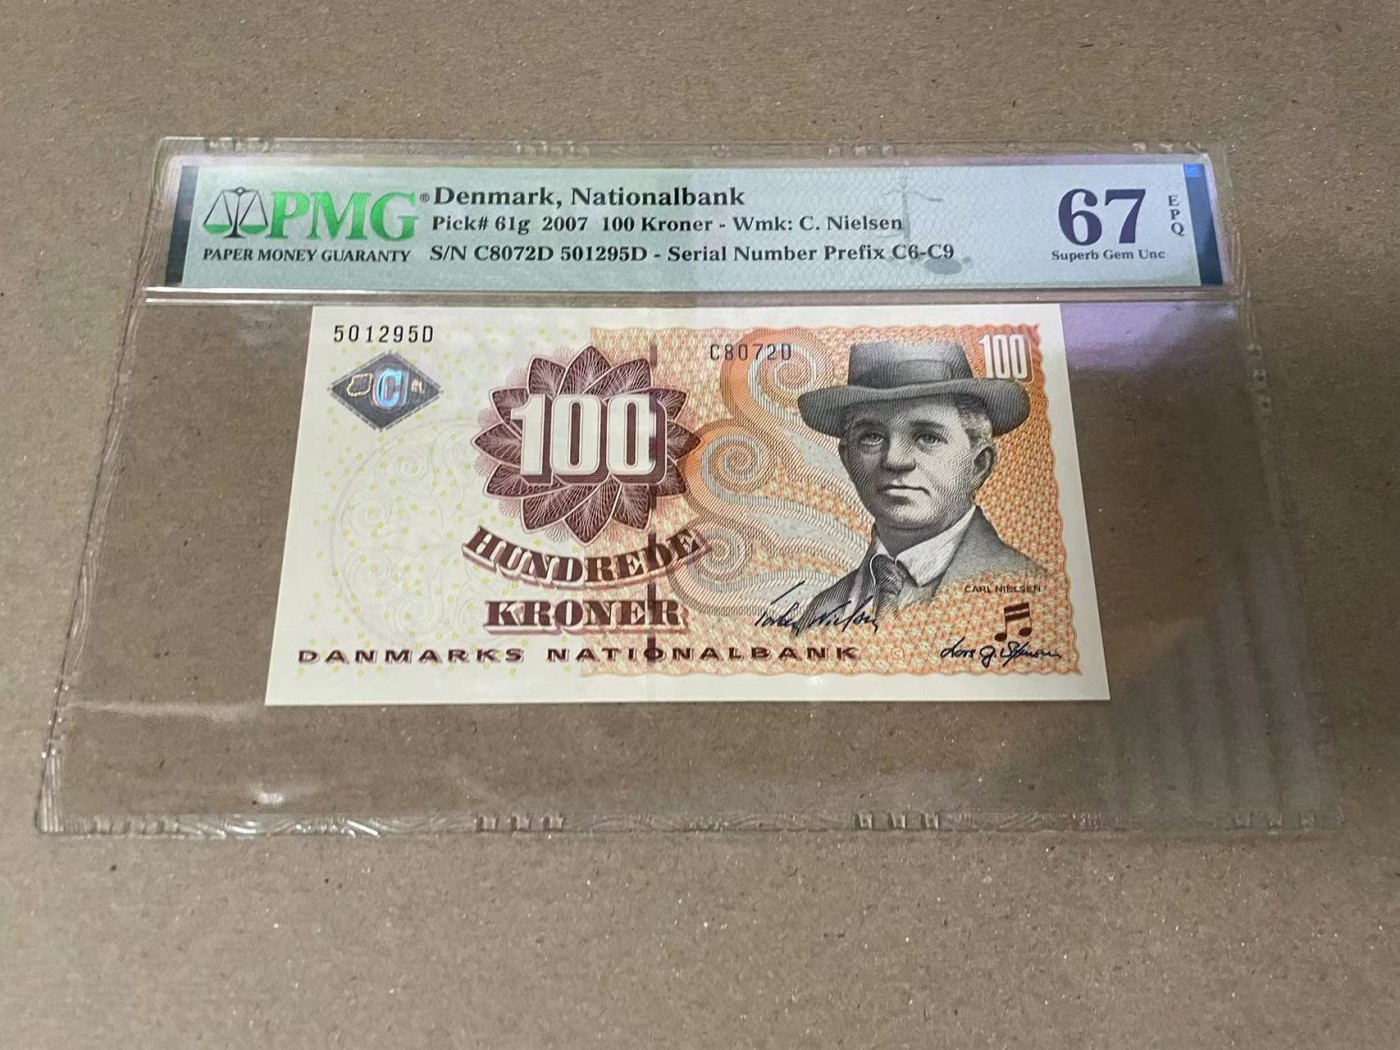 PMG®
PAPER MONEY GUARANTY
Denmark, Nationalbank
Pick# 61g 2007 100 Kroner - Wmk: C. Nielsen
S/N C8072D 501295D - Serial Number Prefix C6-C9
67
EPQ
Superb Gem Unc
501295D
C8072D
100
C
100
HUNDREDE
KRONER
CARL NIELSEN
DANMARKS NATIONALBANK